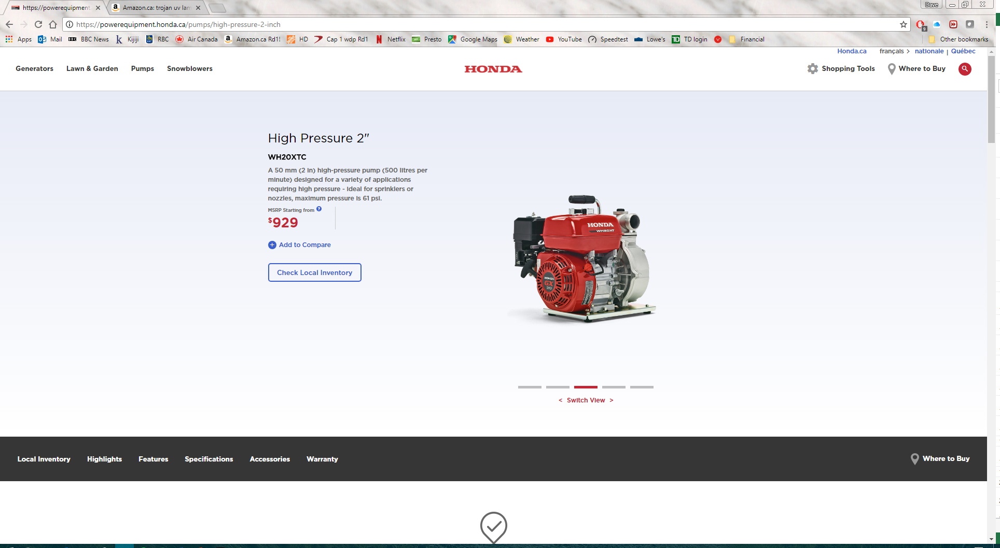 https://powerequipment
Amazon.ca: trojan uv lam
Dave
https://powerequipment.honda.ca/pumps/high-pressure-2-inch
9
Apps Mail BBC BBC News k Kijiji RBC Air Canada a Amazon.ca Rd1! HD Cap 1 wdp Rd1 N Netflix Presto Google Maps Weather YouTube Speedtest Lowe's TD TD login Financial Other bookmarks
Honda.ca français > nationale | Québec
Generators Lawn & Garden Pumps Snowblowers HONDA Shopping Tools Where to Buy
High Pressure 2"
WH20XTC
A 50 mm (2 in) high-pressure pump (500 litres per
minute) designed for a variety of applications
requiring high pressure - ideal for sprinklers or
nozzles, maximum pressure is 61 psi.
MSRP Starting from ?
$929
+ Add to Compare
Check Local Inventory
HONDA
WH20XT
HONDA
GX
< Switch View >
Local Inventory Highlights Features Specifications Accessories Warranty Where to Buy